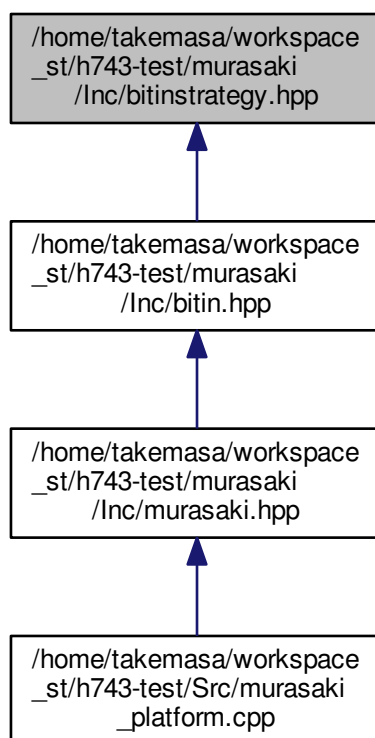 /home/takemasa/workspace
_st/h743-test/murasaki
/Inc/bitinstrategy.hpp
/home/takemasa/workspace
_st/h743-test/murasaki
/Inc/bitin.hpp
/home/takemasa/workspace
_st/h743-test/murasaki
/Inc/murasaki.hpp
/home/takemasa/workspace
_st/h743-test/Src/murasaki
_platform.cpp